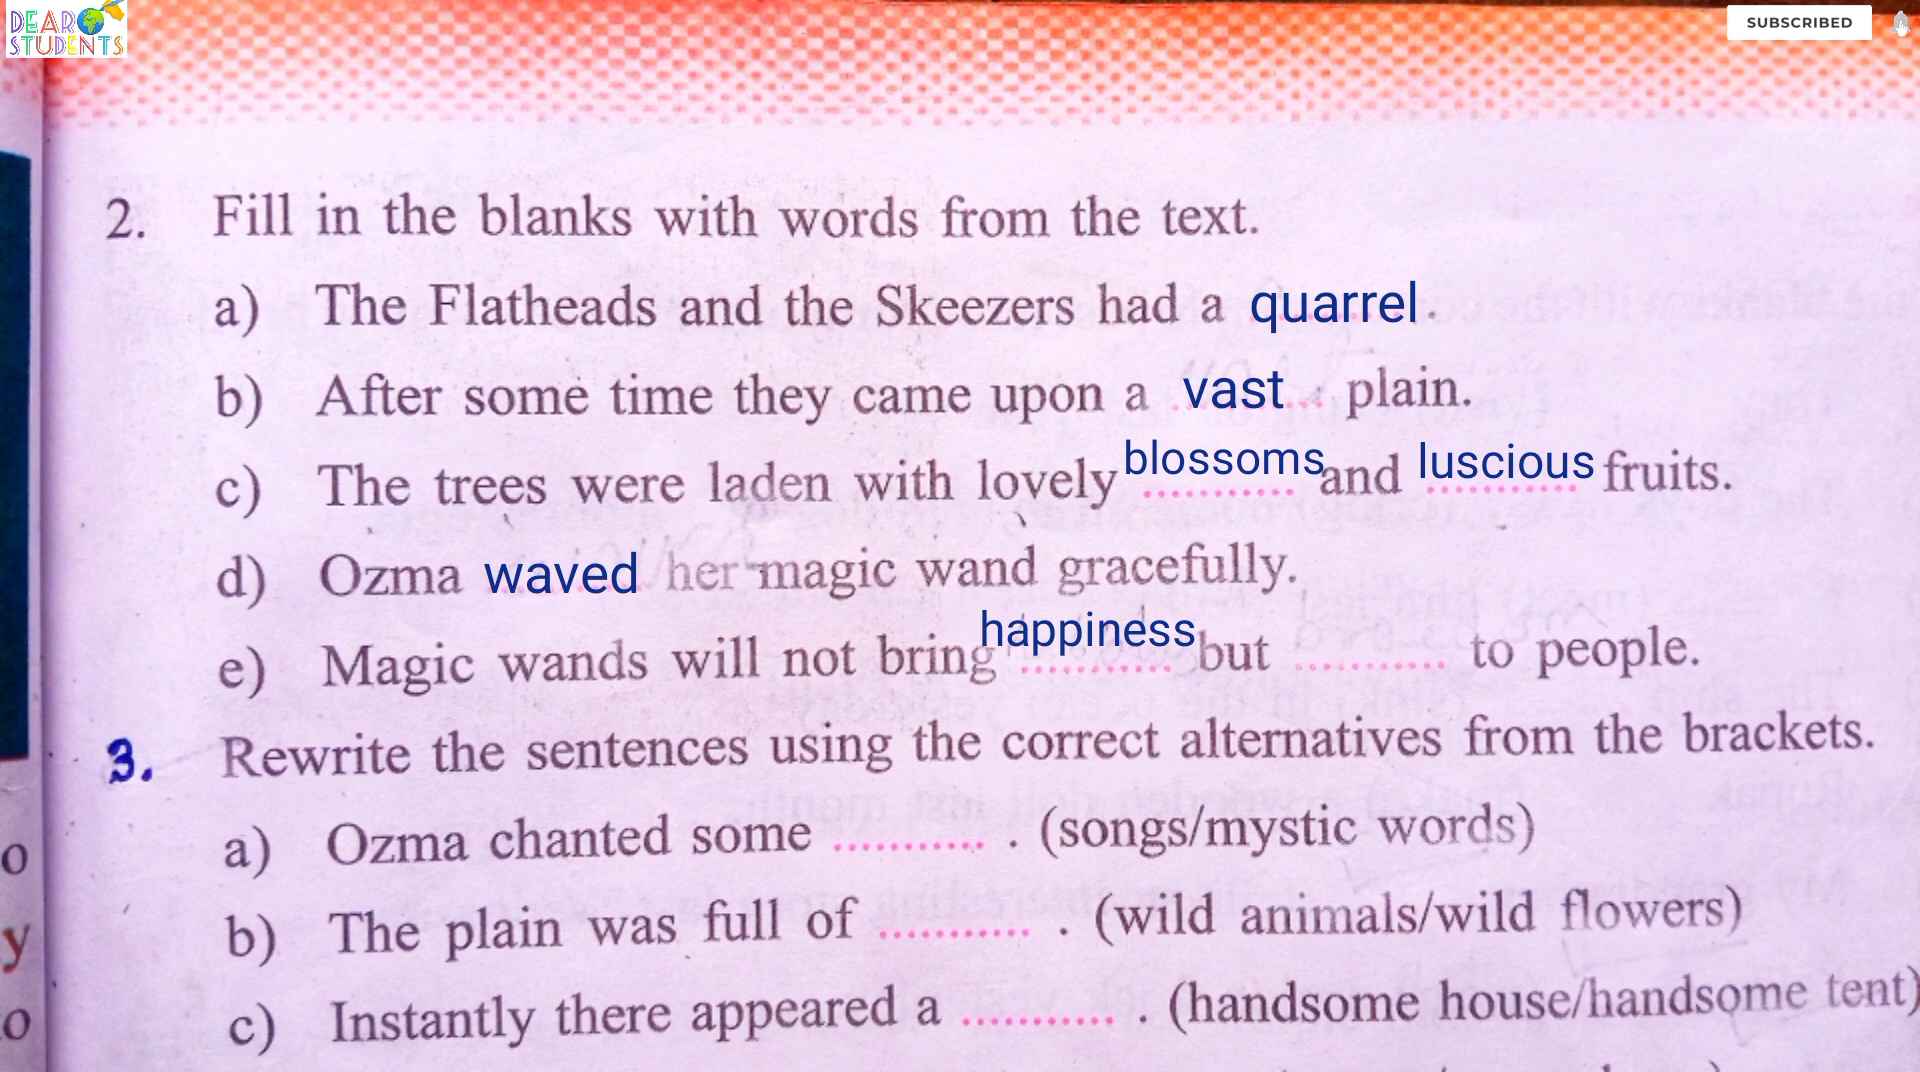 DEAR
STUDENTS
SUBSCRIBED
2. Fill in the blanks with words from the text.
a) The Flatheads and the Skeezers had a quarrel.
b) After some time they came upon a vast plain.
c) The trees were laden with lovely blossoms and luscious fruits.
d) Ozma waved her magic wand gracefully.
e) Magic wands will not bring happiness but ........... to people.
3. Rewrite the sentences using the correct alternatives from the brackets.
a) Ozma chanted some ........... . (songs/mystic words)
b) The plain was full of ........... . (wild animals/wild flowers)
c) Instantly there appeared a ........... . (handsome house/handsome tent)
o
y
o